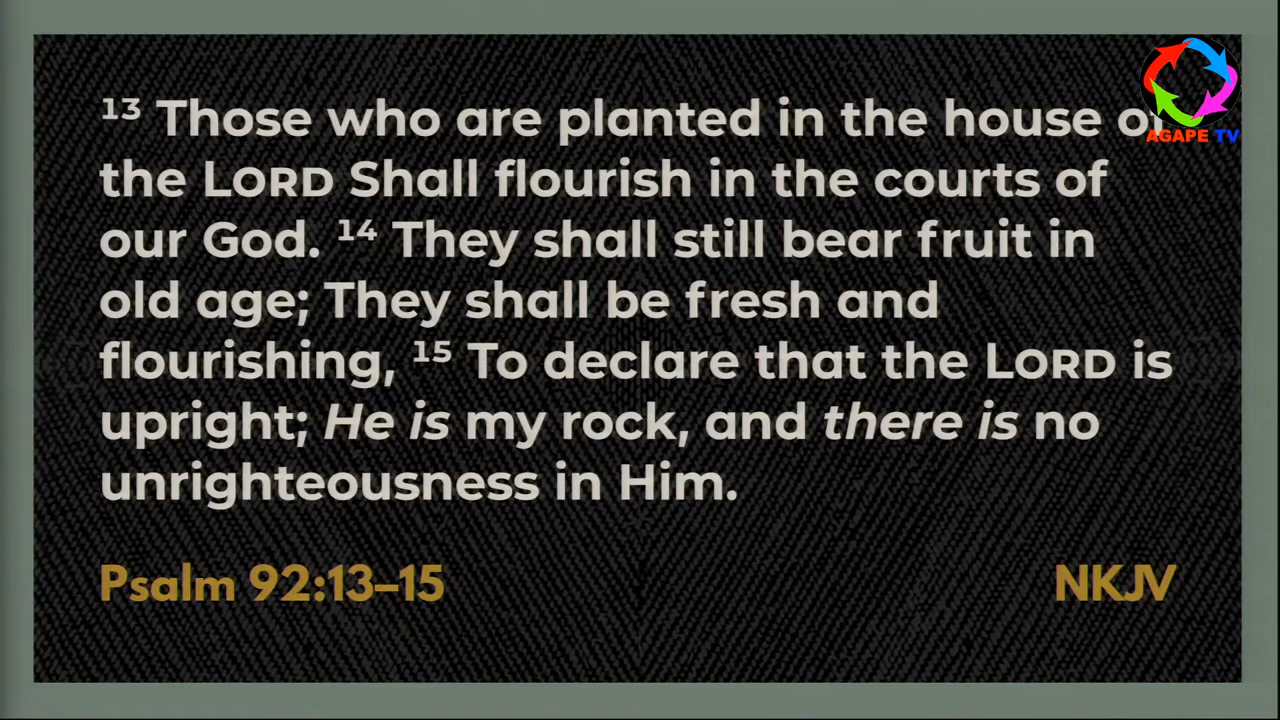 13 Those who are planted in the house of
the LORD Shall flourish in the courts of
our God. 14 They shall still bear fruit in
old age; They shall be fresh and
flourishing, 15 To declare that the LORD is
upright; He is my rock, and there is no
unrighteousness in Him.
Psalm 92:13–15
NKJV
AGAPE TV